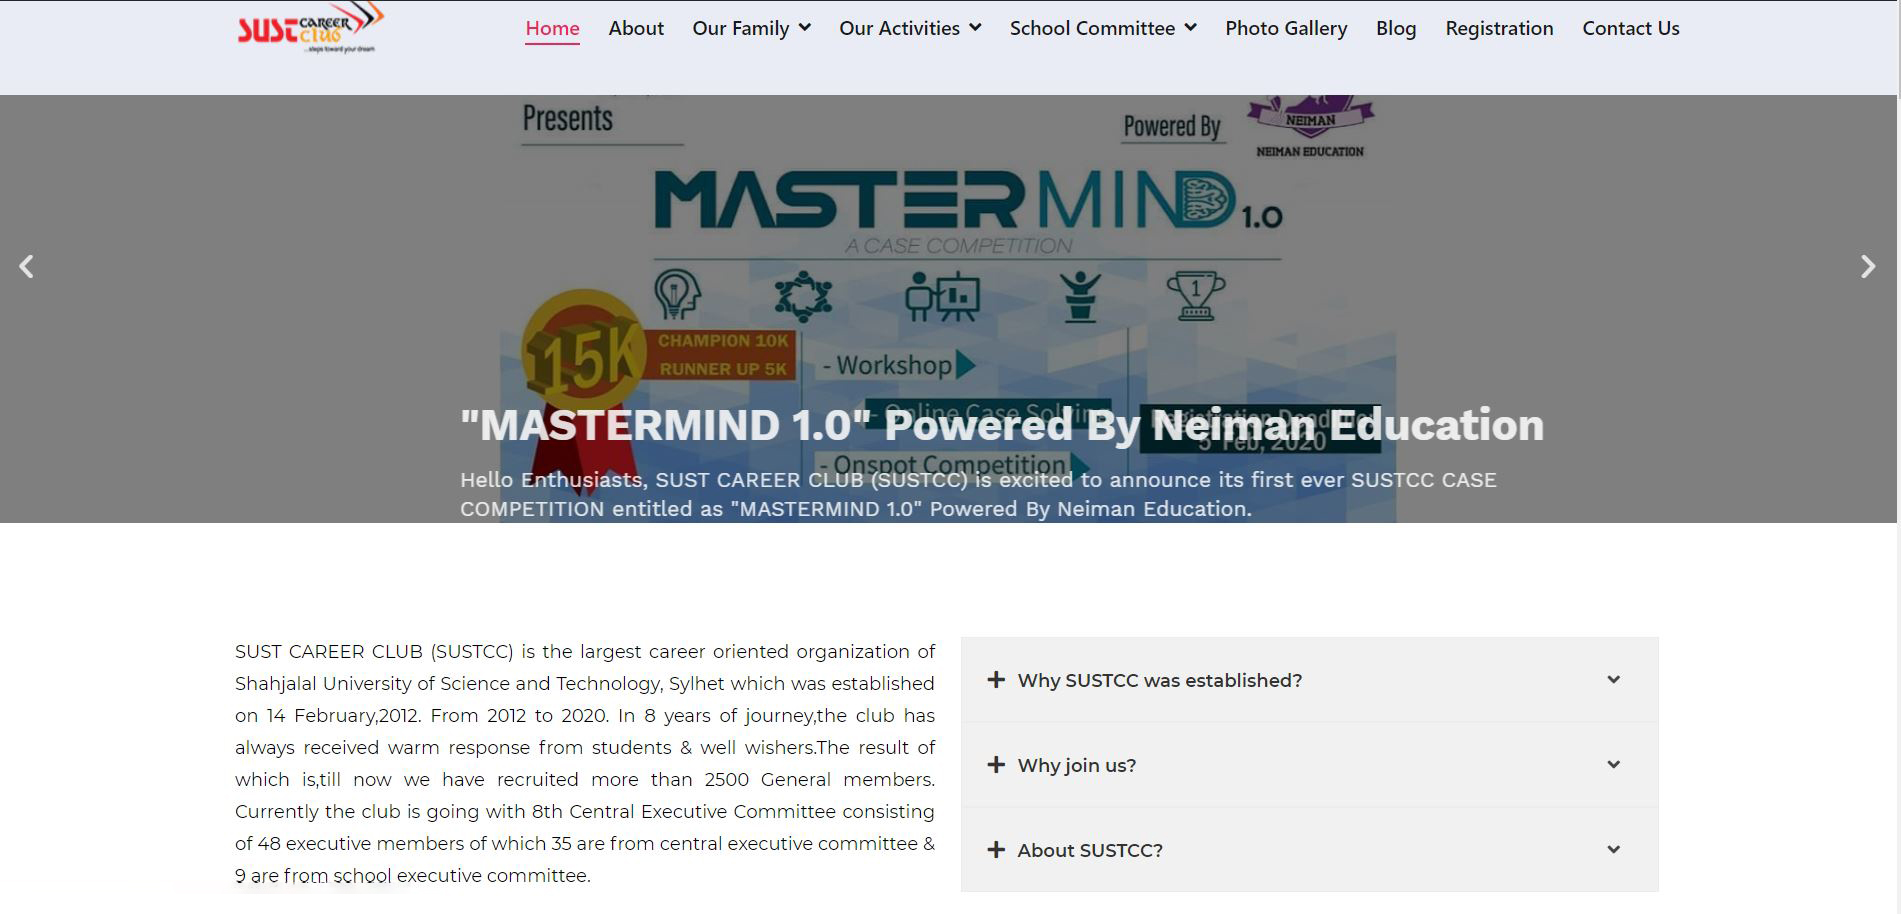 SUST CAREER
club
...steps toward your dream
Home About Our Family Our Activities School Committee Photo Gallery Blog Registration Contact Us
Presents
Powered By
NEIMAN
NEIMAN EDUCATION
MASTERMIND 1.0
A CASE COMPETITION
1
15K
CHAMPION 10K
RUNNER UP 5K
- Workshop
- Online Case Solving
Registration Deadline
5 Feb, 2020
- Onspot Competition
"MASTERMIND 1.0" Powered By Neiman Education
Hello Enthusiasts, SUST CAREER CLUB (SUSTCC) is excited to announce its first ever SUSTCC CASE
COMPETITION entitled as "MASTERMIND 1.0" Powered By Neiman Education.
SUST CAREER CLUB (SUSTCC) is the largest career oriented organization of
Shahjalal University of Science and Technology, Sylhet which was established
on 14 February,2012. From 2012 to 2020. In 8 years of journey,the club has
always received warm response from students & well wishers.The result of
which is,till now we have recruited more than 2500 General members.
Currently the club is going with 8th Central Executive Committee consisting
of 48 executive members of which 35 are from central executive committee &
9 are from school executive committee.
Why SUSTCC was established?
Why join us?
About SUSTCC?